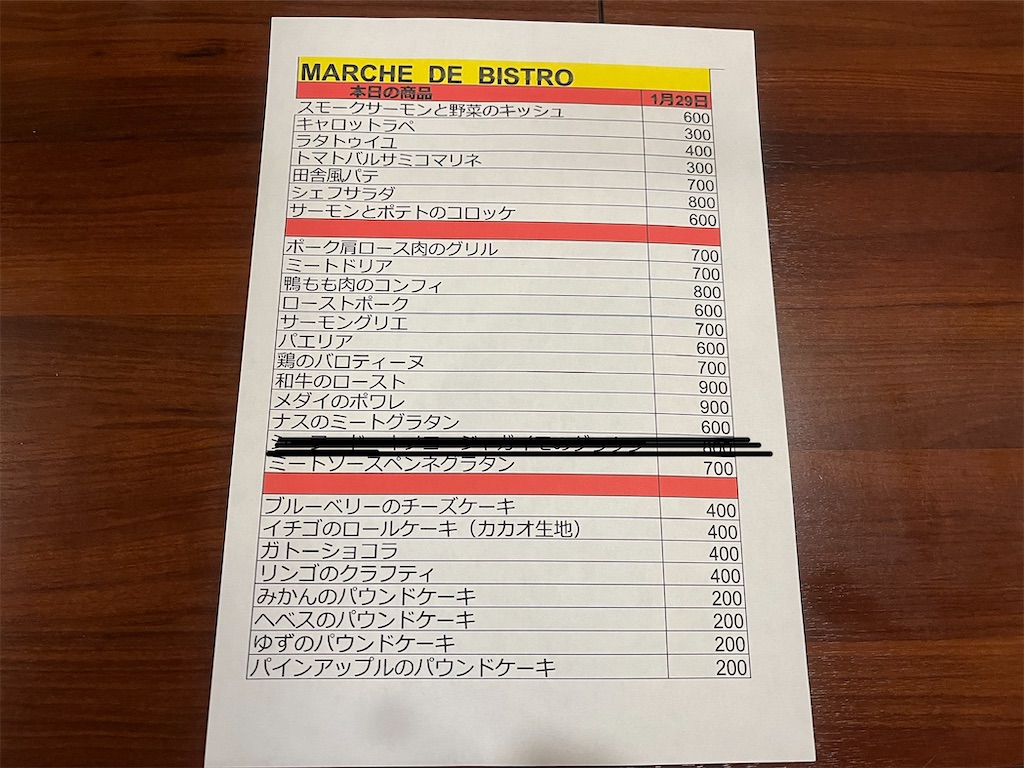 MARCHE DE BISTRO
本日の商品 1月29日
スモークサーモンと野菜のキッシュ 600
キャロットラペ 300
ラタトゥイユ 400
トマトバルサミコマリネ 300
田舎風パテ 700
シェフサラダ 800
サーモンとポテトのコロッケ 600
ポーク肩ロース肉のグリル 700
ミートドリア 700
鴨もも肉のコンフィ 800
ローストポーク 600
サーモングリエ 700
パエリア 600
鶏のバロティーヌ 700
和牛のロースト 900
メダイのポワレ 900
ナスのミートグラタン 600
ミートソースペンネグラタン 700
ブルーベリーのチーズケーキ 400
イチゴのロールケーキ（カカオ生地） 400
ガトーショコラ 400
リンゴのクラフティ 400
みかんのパウンドケーキ 200
ヘベスのパウンドケーキ 200
ゆずのパウンドケーキ 200
パインアップルのパウンドケーキ 200